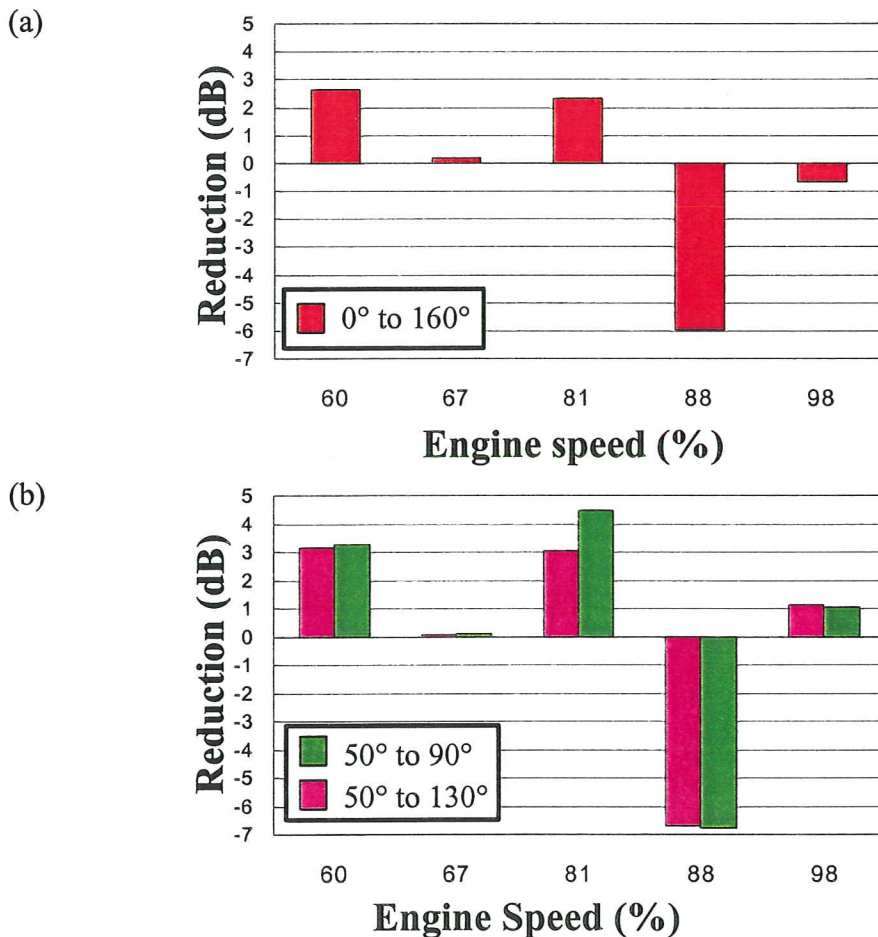 (a)
5
4
3
2
1
0
-1
-2
-3
-4
-5
-6
-7
Reduction (dB)
0° to 160°
60 67 81 88 98
Engine speed (%)
(b)
5
4
3
2
1
0
-1
-2
-3
-4
-5
-6
-7
Reduction (dB)
50° to 90°
50° to 130°
60 67 81 88 98
Engine Speed (%)